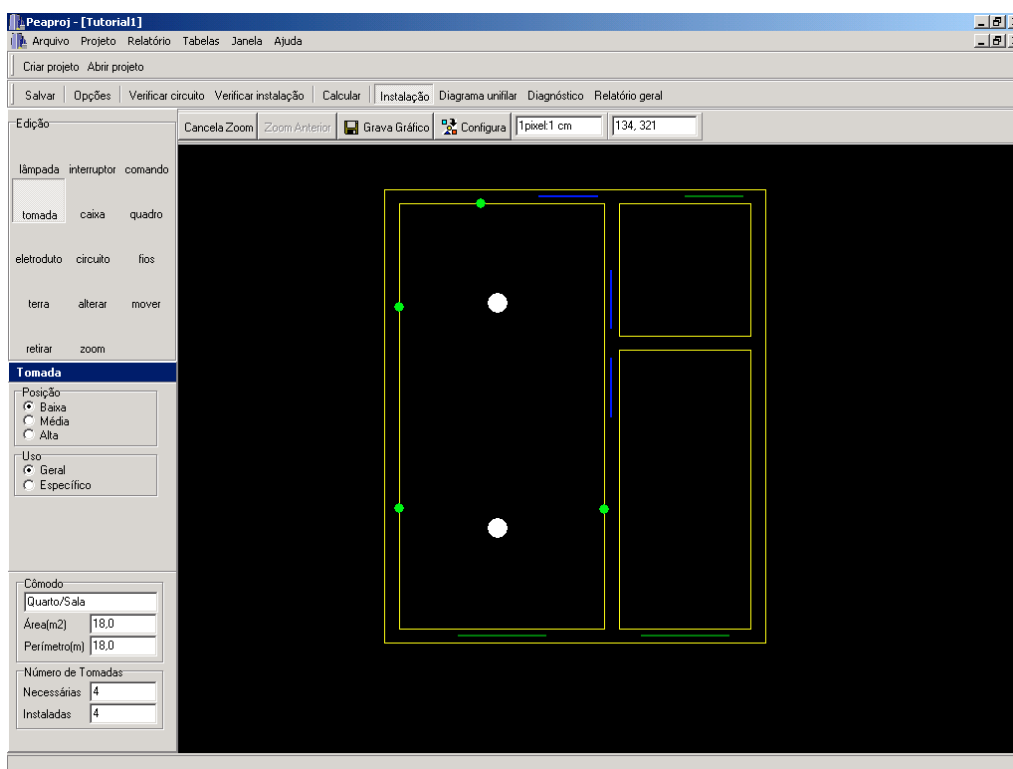 Peaproj - [Tutorial1]
Arquivo Projeto Relatório Tabelas Janela Ajuda
Criar projeto Abrir projeto
Salvar Opções Verificar circuito Verificar instalação Calcular Instalação Diagrama unifilar Diagnóstico Relatório geral
Edição
Cancela Zoom Zoom Anterior Grava Gráfico Configura 1pixel:1 cm 134, 321
lâmpada interruptor comando
tomada caixa quadro
eletroduto circuito fios
terra alterar mover
retirar zoom
Tomada
Posição
Baixa
Média
Alta
Uso
Geral
Específico
Cômodo
Quarto/Sala
Área(m2) 18,0
Perímetro(m) 18,0
Número de Tomadas
Necessárias 4
Instaladas 4